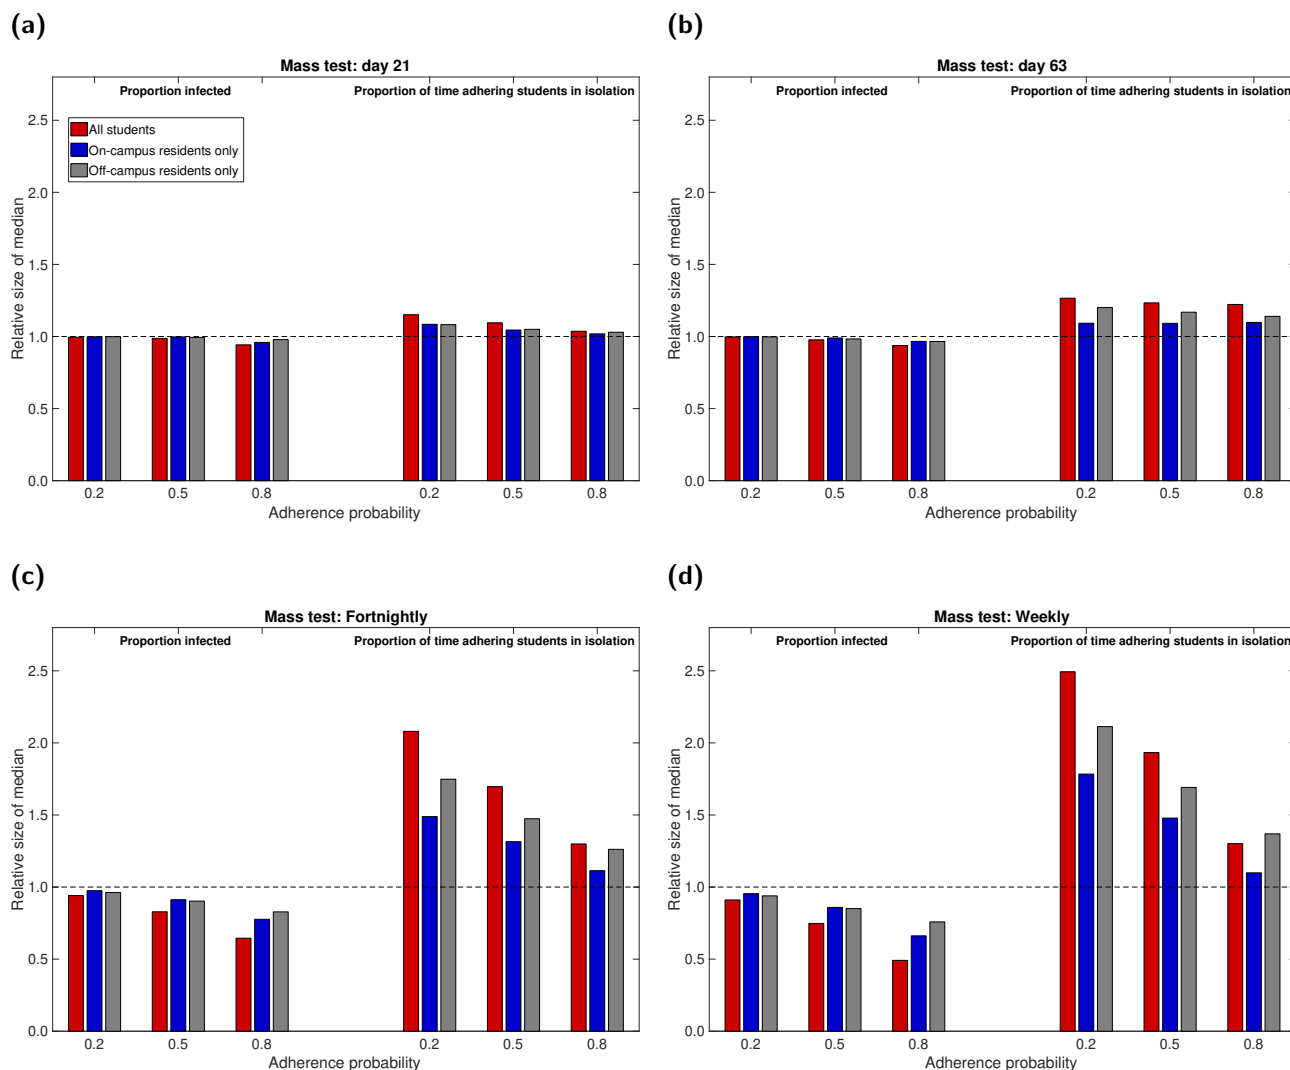 (a)
Mass test: day 21
Proportion infected
Proportion of time adhering students in isolation
All students
On-campus residents only
Off-campus residents only
Relative size of median
2.5
2.0
1.5
1.0
0.5
0.0
0.2 0.5 0.8 0.2 0.5 0.8
Adherence probability
(b)
Mass test: day 63
Proportion infected
Proportion of time adhering students in isolation
Relative size of median
2.5
2.0
1.5
1.0
0.5
0.0
0.2 0.5 0.8 0.2 0.5 0.8
Adherence probability
(c)
Mass test: Fortnightly
Proportion infected
Proportion of time adhering students in isolation
Relative size of median
2.5
2.0
1.5
1.0
0.5
0.0
0.2 0.5 0.8 0.2 0.5 0.8
Adherence probability
(d)
Mass test: Weekly
Proportion infected
Proportion of time adhering students in isolation
Relative size of median
2.5
2.0
1.5
1.0
0.5
0.0
0.2 0.5 0.8 0.2 0.5 0.8
Adherence probability